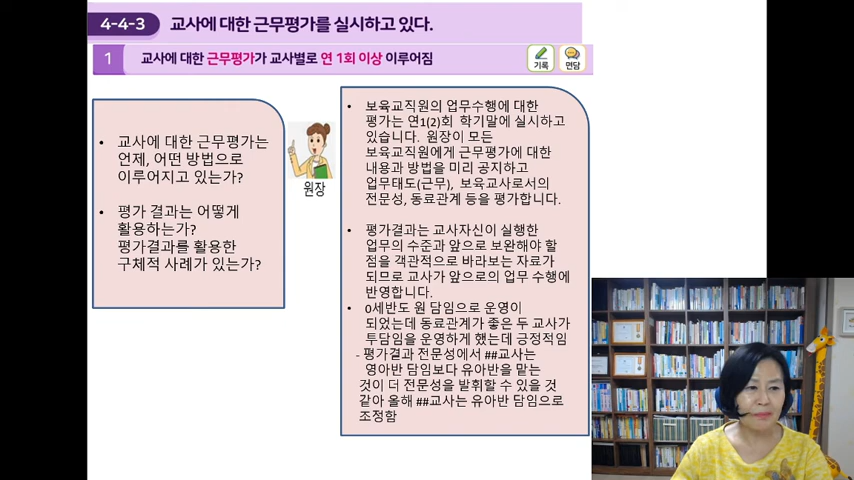 4-4-3 교사에 대한 근무평가를 실시하고 있다.
1 교사에 대한 근무평가가 교사별로 연 1회 이상 이루어짐
기록 면담
• 교사에 대한 근무평가는
언제, 어떤 방법으로
이루어지고 있는가?
• 평가 결과는 어떻게
활용하는가?
평가결과를 활용한
구체적 사례가 있는가?
원장
• 보육교직원의 업무수행에 대한
평가는 연1(2)회 학기말에 실시하고
있습니다. 원장이 모든
보육교직원에게 근무평가에 대한
내용과 방법을 미리 공지하고
업무태도(근무), 보육교사로서의
전문성, 동료관계 등을 평가합니다.
• 평가결과는 교사자신이 실행한
업무의 수준과 앞으로 보완해야 할
점을 객관적으로 바라보는 자료가
되므로 교사가 앞으로의 업무 수행에
반영합니다.
• 0세반도 원 담임으로 운영이
되었는데 동료관계가 좋은 두 교사가
투담임을 운영하게 했는데 긍정적임
- 평가결과 전문성에서 ##교사는
영아반 담임보다 유아반을 맡는
것이 더 전문성을 발휘할 수 있을 것
같아 올해 ##교사는 유아반 담임으로
조정함